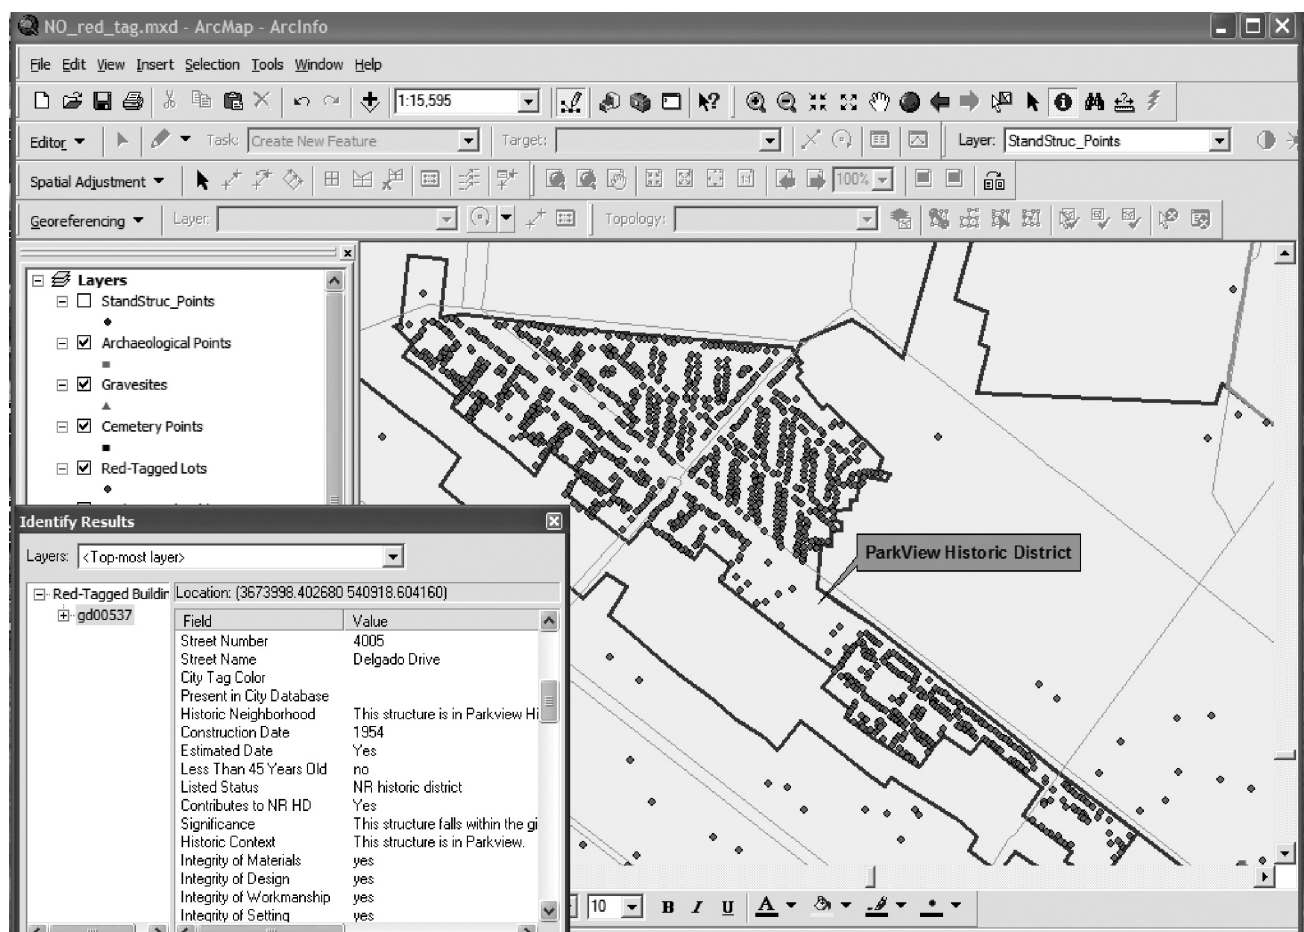 NO_red_tag.mxd - ArcMap - ArcInfo
File Edit View Insert Selection Tools Window Help
1:15,595
Editor Task: Create New Feature Target: Layer: StandStruc_Points
Spatial Adjustment 100%
Georeferencing Layer: Topology:
Layers
StandStruc_Points
Archaeological Points
Gravesites
Cemetery Points
Red-Tagged Lots
ParkView Historic District
Identify Results
Layers: <Top-most layer>
Red-Tagged Buildin
gd00537
Location: (3673998.402680 540918.604160)
Field Value
Street Number 4005
Street Name Delgado Drive
City Tag Color
Present in City Database
Historic Neighborhood This structure is in Parkview Hi
Construction Date 1954
Estimated Date Yes
Less Than 45 Years Old no
Listed Status NR historic district
Contributes to NR HD Yes
Significance This structure falls within the gi
Historic Context This structure is in Parkview.
Integrity of Materials yes
Integrity of Design yes
Integrity of Workmanship yes
Integrity of Setting yes
10 B I U A